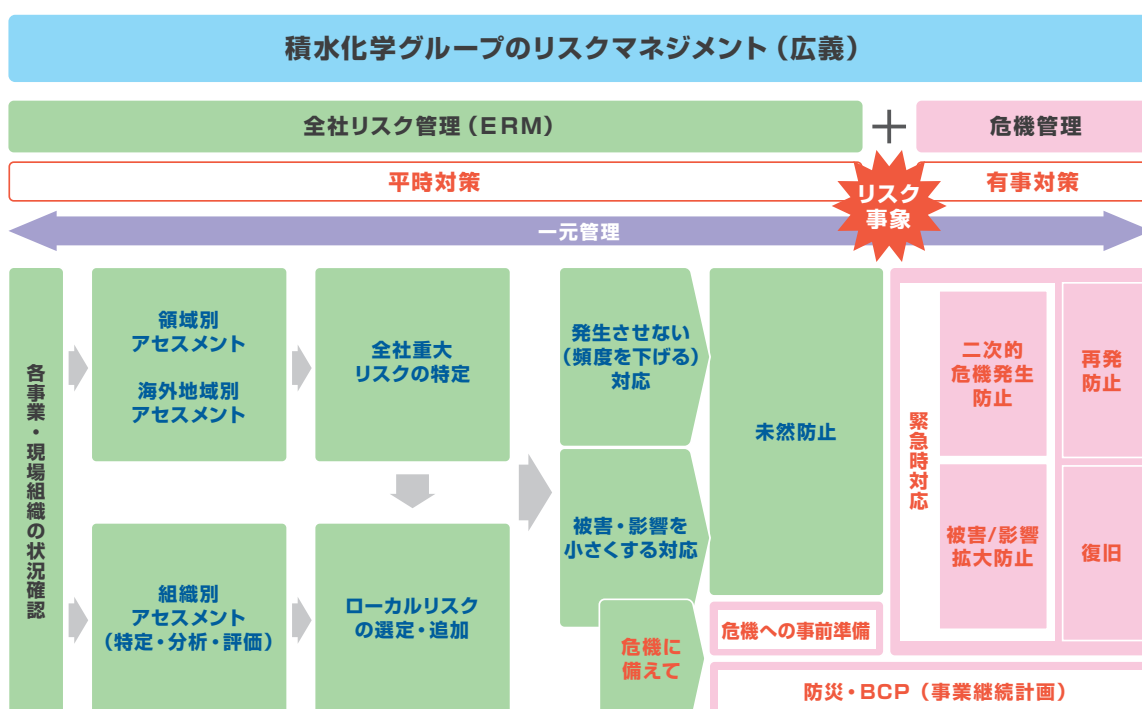 積水化学グループのリスクマネジメント（広義）
全社リスク管理（ERM）
＋
危機管理
平時対策
リスク
事象
有事対策
一元管理
各事業・現場組織の状況確認
領域別
アセスメント
海外地域別
アセスメント
全社重大
リスクの特定
組織別
アセスメント
（特定・分析・評価）
ローカルリスク
の選定・追加
発生させない
（頻度を下げる）
対応
被害・影響を
小さくする対応
危機に
備えて
未然防止
危機への事前準備
緊急時対応
二次的
危機発生
防止
被害/影響
拡大防止
再発
防止
復旧
防災・BCP（事業継続計画）